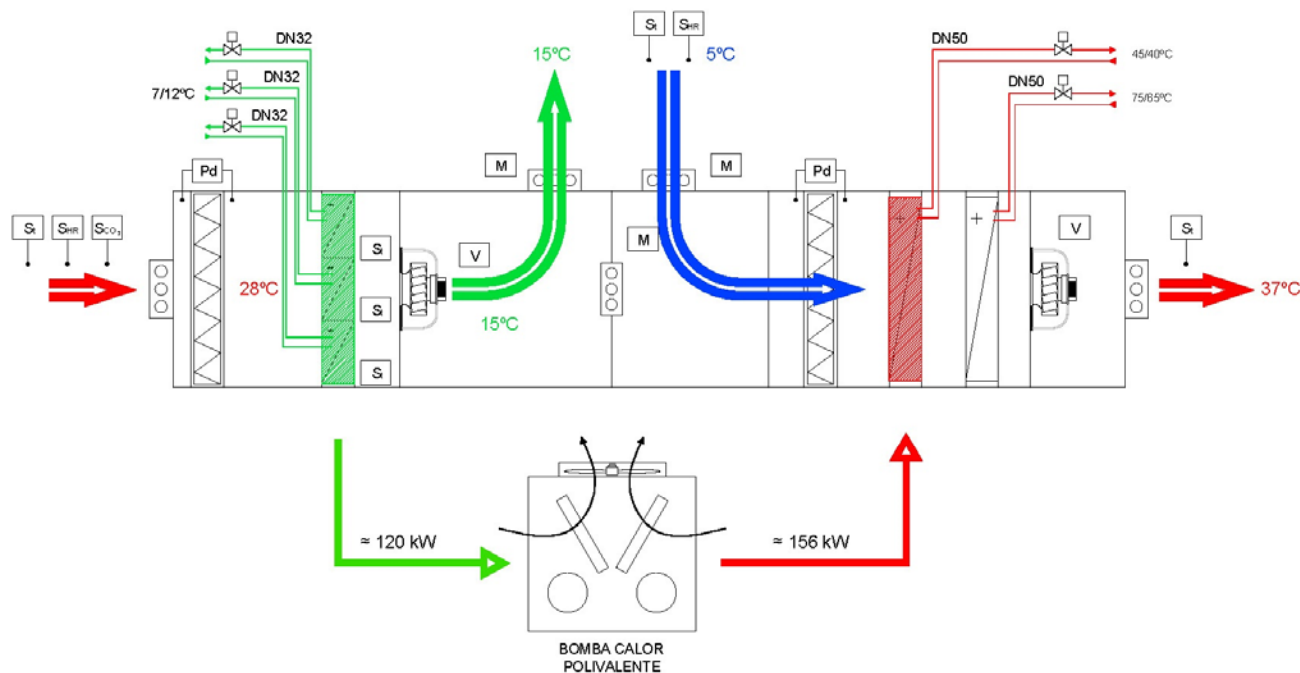 DN32
DN32
7/12ºC
DN32
15ºC
St
SHR
5ºC
DN50
45/40ºC
DN50
75/65ºC
Pd
M
M
Pd
St
SHR
SCO2
28ºC
-
-
-
St
St
St
V
15ºC
M
+
+
V
St
37ºC
≈ 120 kW
≈ 156 kW
BOMBA CALOR
POLIVALENTE